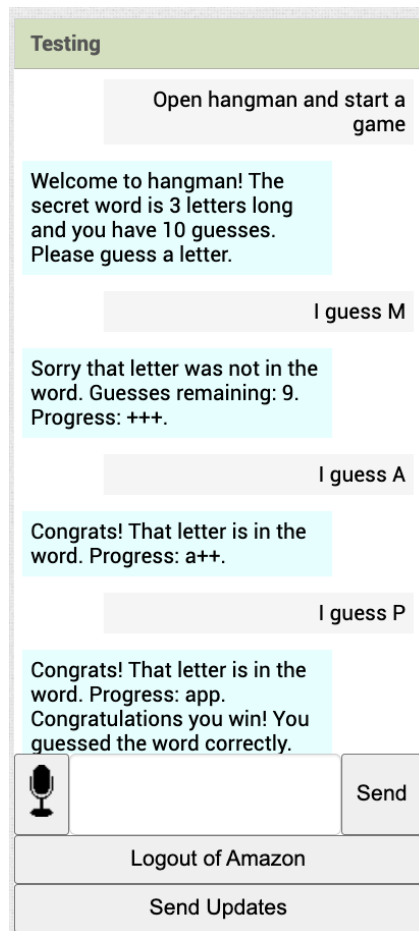 Testing
Open hangman and start a
game
Welcome to hangman! The
secret word is 3 letters long
and you have 10 guesses.
Please guess a letter.
I guess M
Sorry that letter was not in the
word. Guesses remaining: 9.
Progress: +++.
I guess A
Congrats! That letter is in the
word. Progress: a++.
I guess P
Congrats! That letter is in the
word. Progress: app.
Congratulations you win! You
guessed the word correctly.
Send
Logout of Amazon
Send Updates